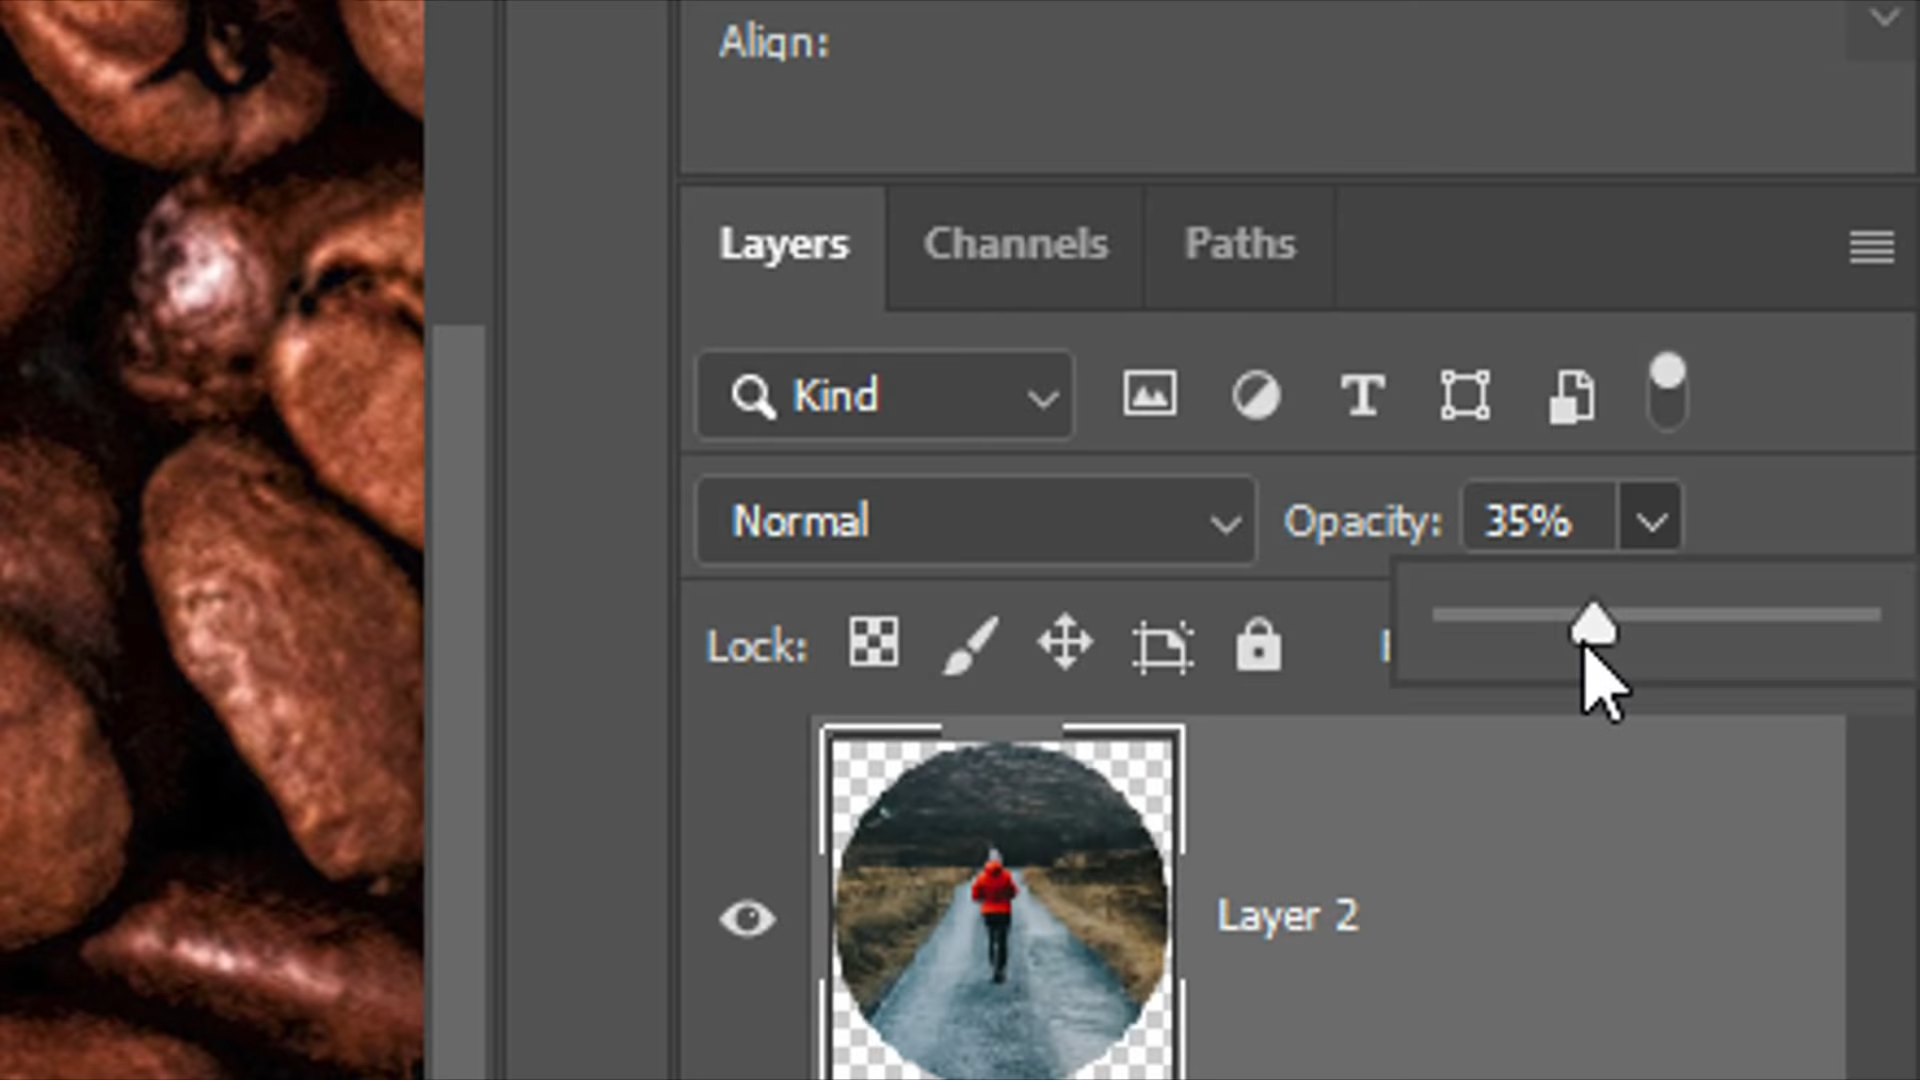 Align:
Layers Channels Paths
Kind T
Normal Opacity: 35%
Lock:
Layer 2